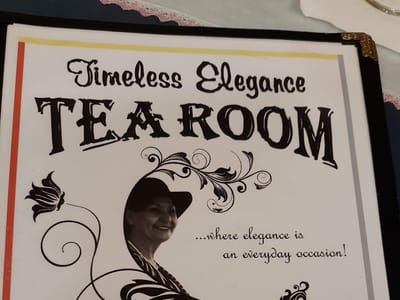 Timeless Elegance
TEA ROOM
...where elegance is
an everyday occasion!